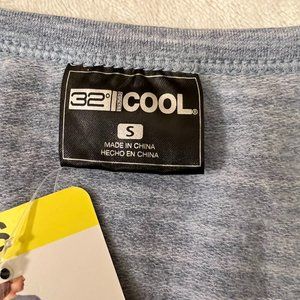 32° COOL®
S
MADE IN CHINA
HECHO EN CHINA
S